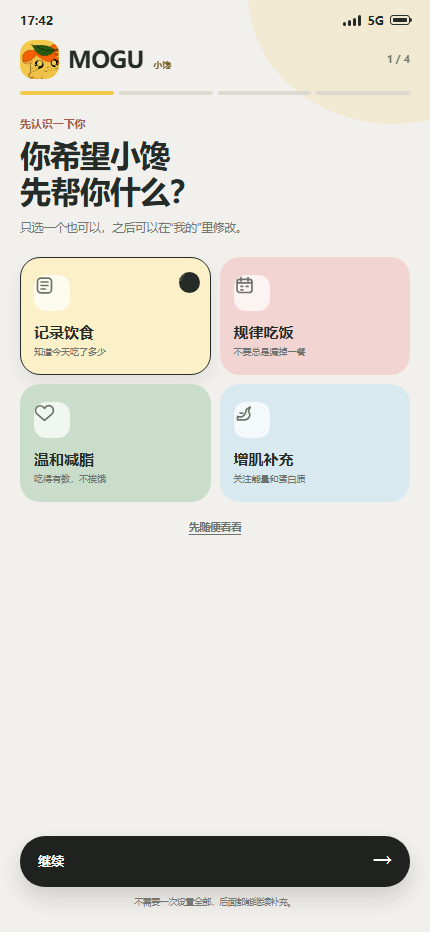 17:42
5G
MOGU 小馋
1 / 4
先认识一下你
你希望小馋
先帮你什么？
只选一个也可以，之后可以在“我的”里修改。
记录饮食
知道今天吃了多少
规律吃饭
不要总是漏掉一餐
温和减脂
吃得有数，不挨饿
增肌补充
关注能量和蛋白质
先随便看看
继续 →
不需要一次设置全部，后面都能继续补充。